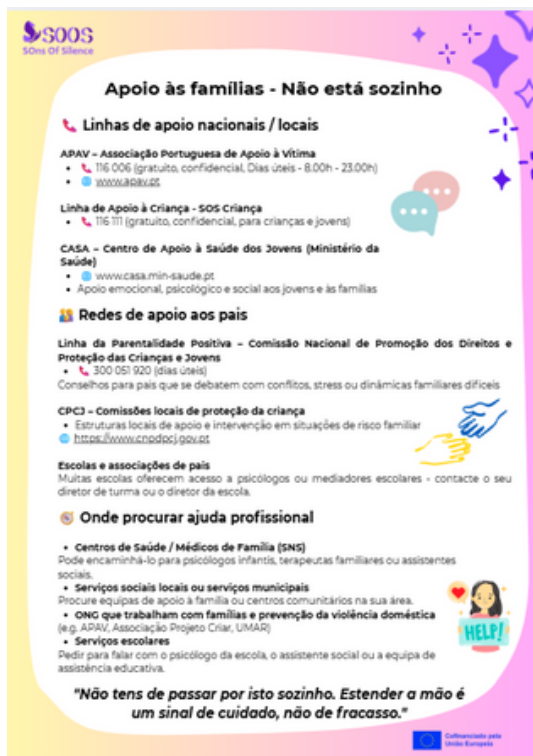 SOOS
SOns Of Silence
Apoio às famílias - Não está sozinho
Linhas de apoio nacionais / locais
APAV – Associação Portuguesa de Apoio à Vítima
116 006 (gratuito, confidencial, Dias úteis - 8.00h - 23.00h)
www.apav.pt
Linha de Apoio à Criança - SOS Criança
116 111 (gratuito, confidencial, para crianças e jovens)
CASA – Centro de Apoio à Saúde dos Jovens (Ministério da
Saúde)
www.casa.min-saude.pt
Apoio emocional, psicológico e social aos jovens e às famílias
Redes de apoio aos pais
Linha da Parentalidade Positiva – Comissão Nacional de Promoção dos Direitos e
Proteção das Crianças e Jovens
300 051 920 (dias úteis)
Conselhos para pais que se debatem com conflitos, stress ou dinâmicas familiares difíceis
CPCJ – Comissões locais de proteção da criança
Estruturas locais de apoio e intervenção em situações de risco familiar
https://www.cnpdpcj.gov.pt
Escolas e associações de pais
Muitas escolas oferecem acesso a psicólogos ou mediadores escolares - contacte o seu
diretor de turma ou o diretor da escola.
Onde procurar ajuda profissional
Centros de Saúde / Médicos de Família (SNS)
Pode encaminhá-lo para psicólogos infantis, terapeutas familiares ou assistentes
sociais.
Serviços sociais locais ou serviços municipais
Procure equipas de apoio à família ou centros comunitários na sua área.
ONG que trabalham com famílias e prevenção da violência doméstica
(e.g. APAV, Associação Projeto Criar, UMAR)
Serviços escolares
Pedir para falar com o psicólogo da escola, o assistente social ou a equipa de
assistência educativa.
HELP!
"Não tens de passar por isto sozinho. Estender a mão é
um sinal de cuidado, não de fracasso."
Cofinanciado pela
União Europeia